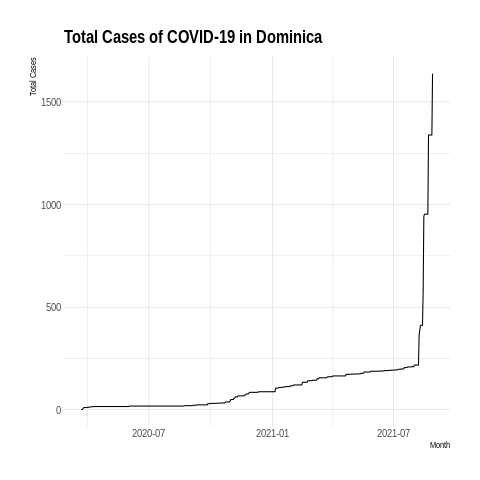 Total Cases of COVID-19 in Dominica
Total Cases
1500
1000
500
0
2020-07
2021-01
2021-07
Month